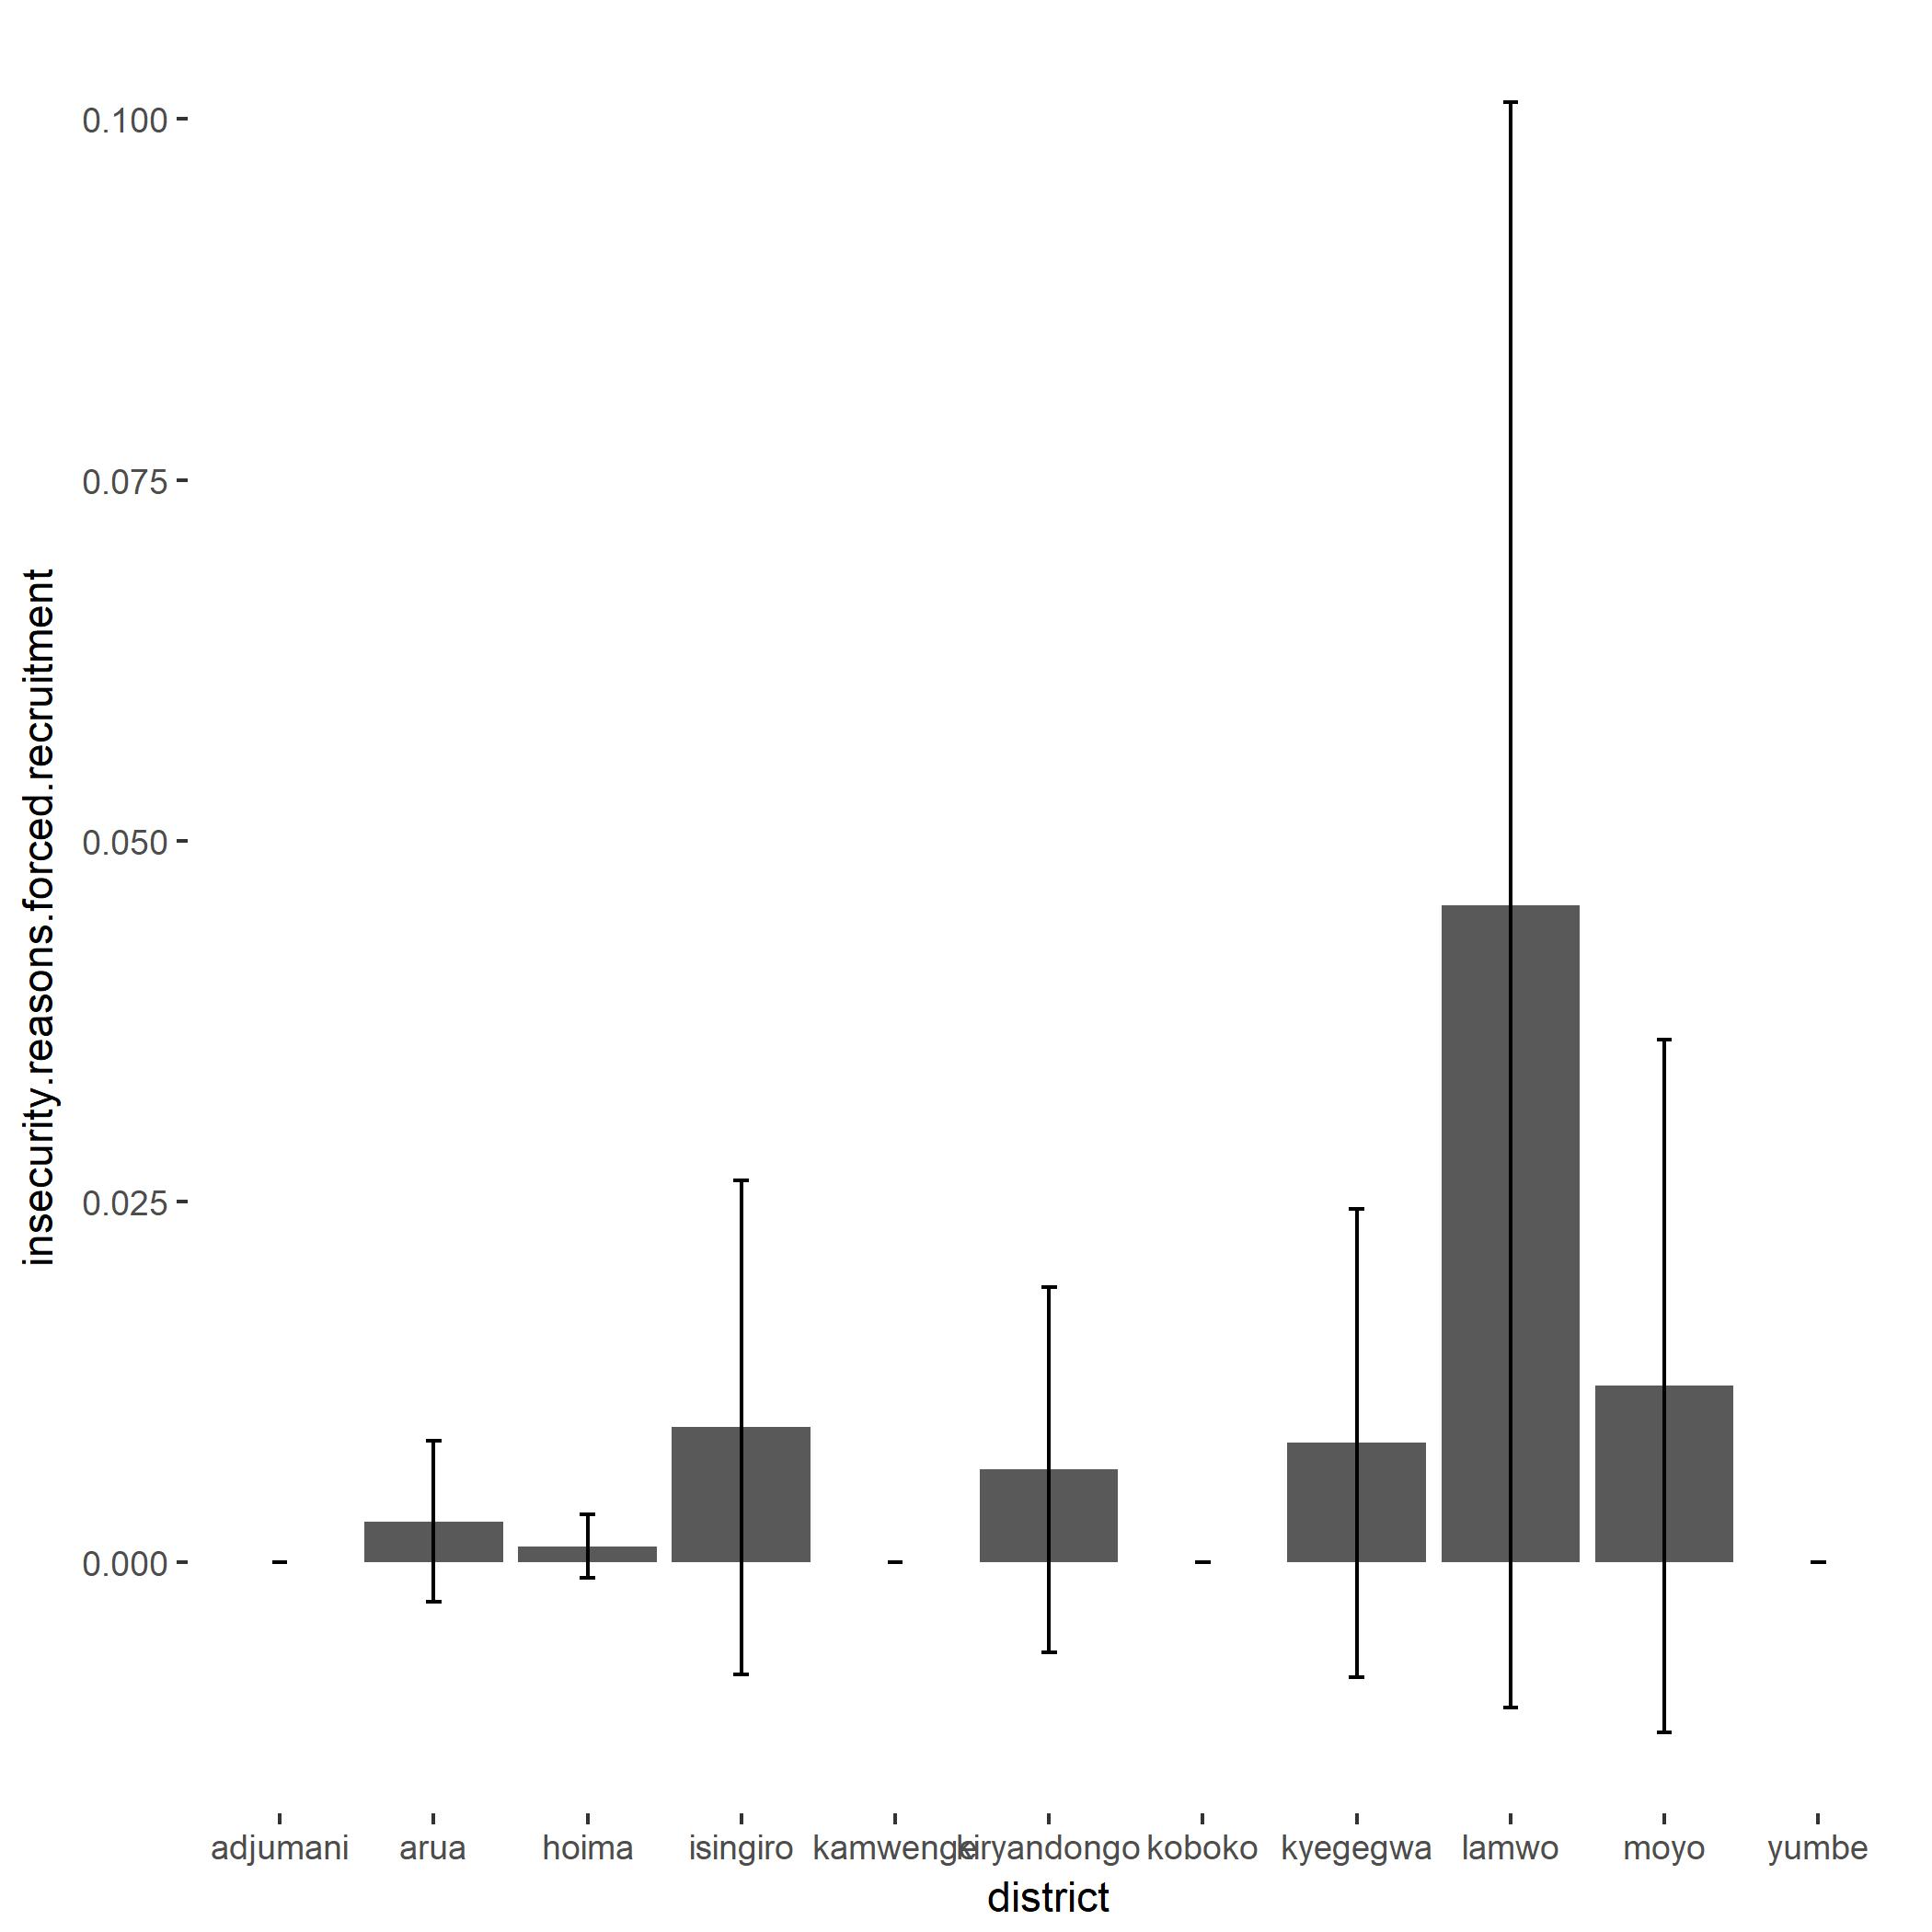 insecurity.reasons.forced.recruitment
0.100
0.075
0.050
0.025
0.000
adjumani arua hoima isingiro kamwenge kiryandongo koboko kyegegwa lamwo moyo yumbe
district